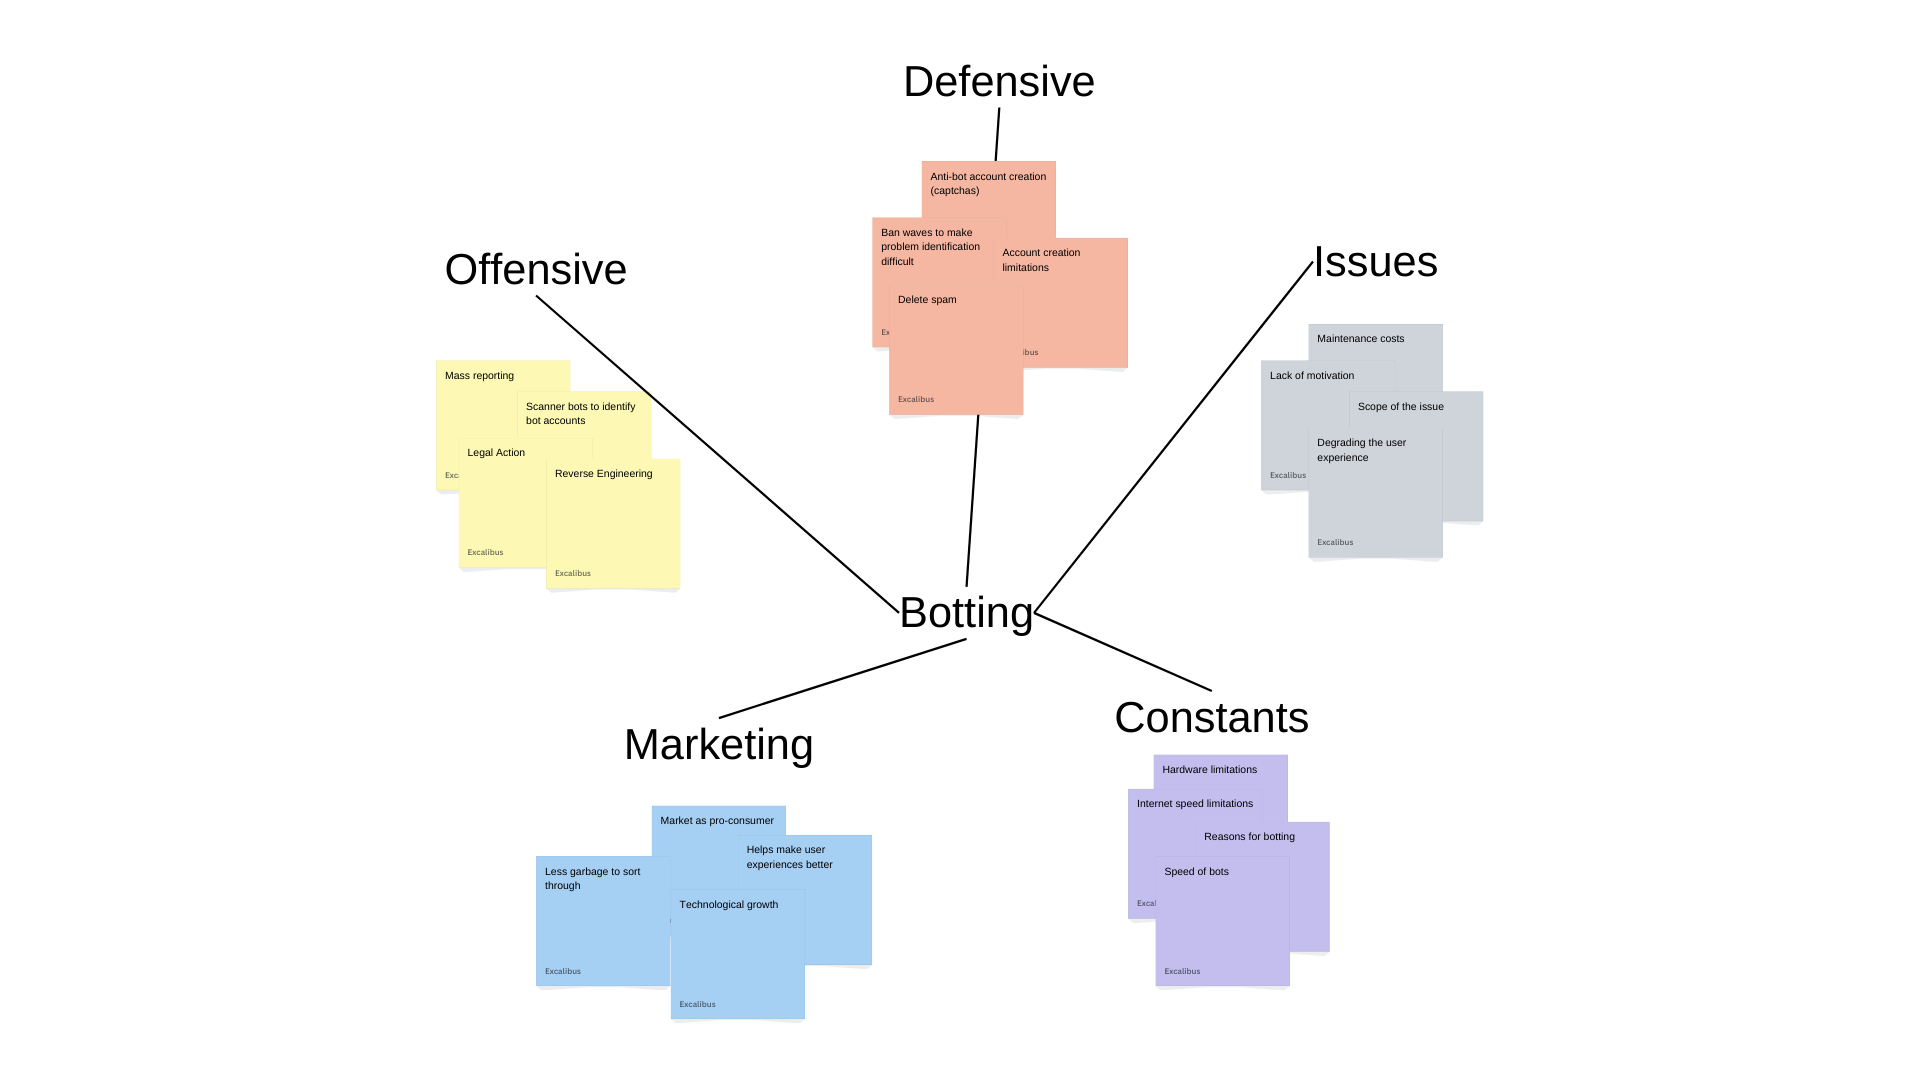 Defensive
Anti-bot account creation
(captchas)
Ban waves to make
problem identification
difficult
Ex
Account creation
limitations
ibus
Delete spam
Excalibus
Offensive
Mass reporting
Exc
Scanner bots to identify
bot accounts
Legal Action
Excalibus
Reverse Engineering
Excalibus
Issues
Maintenance costs
Lack of motivation
Excalibus
Scope of the issue
Degrading the user
experience
Excalibus
Botting
Marketing
Market as pro-consumer
Helps make user
experiences better
Less garbage to sort
through
Excalibus
Technological growth
Excalibus
Constants
Hardware limitations
Internet speed limitations
Excal
Reasons for botting
Speed of bots
Excalibus